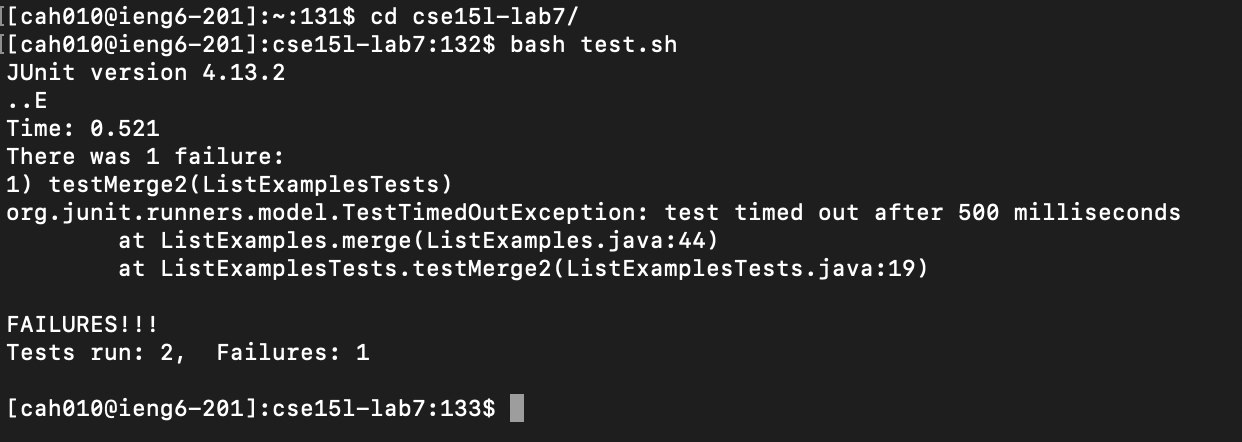 [[cah010@ieng6-201]:~:131$ cd cse15l-lab7/
[[cah010@ieng6-201]:cse15l-lab7:132$ bash test.sh
JUnit version 4.13.2
..E
Time: 0.521
There was 1 failure:
1) testMerge2(ListExamplesTests)
org.junit.runners.model.TestTimedOutException: test timed out after 500 milliseconds
        at ListExamples.merge(ListExamples.java:44)
        at ListExamplesTests.testMerge2(ListExamplesTests.java:19)

FAILURES!!!
Tests run: 2,  Failures: 1

[cah010@ieng6-201]:cse15l-lab7:133$